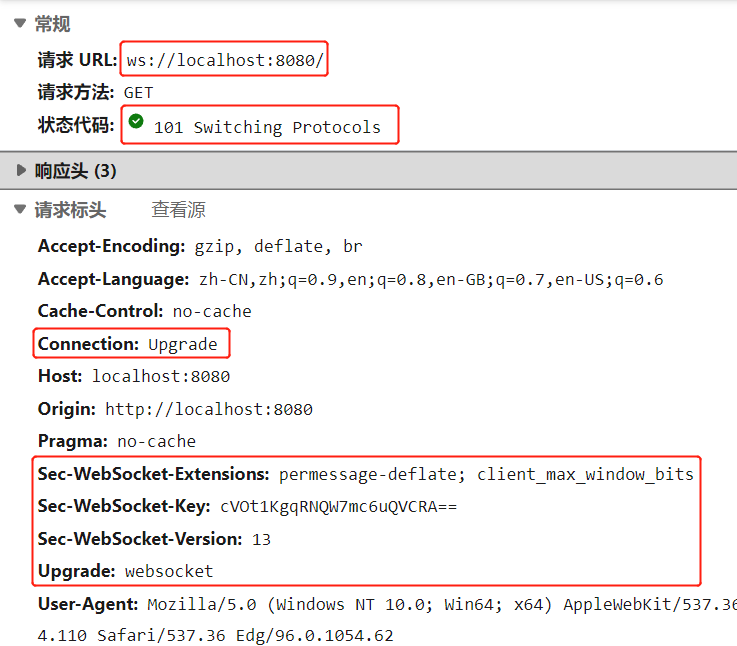 常规
请求 URL: ws://localhost:8080/
请求方法: GET
状态代码: 101 Switching Protocols
响应头 (3)
请求标头 查看源
Accept-Encoding: gzip, deflate, br
Accept-Language: zh-CN,zh;q=0.9,en;q=0.8,en-GB;q=0.7,en-US;q=0.6
Cache-Control: no-cache
Connection: Upgrade
Host: localhost:8080
Origin: http://localhost:8080
Pragma: no-cache
Sec-WebSocket-Extensions: permessage-deflate; client_max_window_bits
Sec-WebSocket-Key: cVOt1KgqRNQW7mc6uQVCRA==
Sec-WebSocket-Version: 13
Upgrade: websocket
User-Agent: Mozilla/5.0 (Windows NT 10.0; Win64; x64) AppleWebKit/537.36
4.110 Safari/537.36 Edg/96.0.1054.62